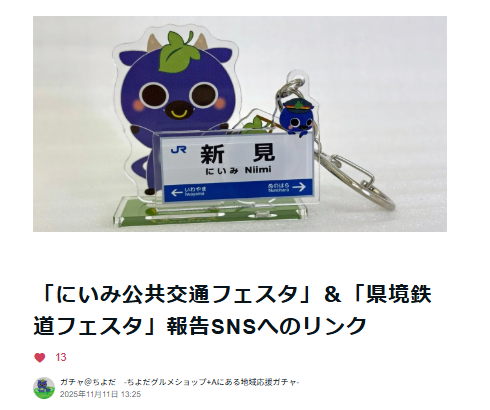 JR
新見
にいみ Niimi
いわやま
Niwayama
ぬのはら
Nunohara
「にいみ公共交通フェスタ」&「県境鉄
道フェスタ」報告SNSへのリンク
13
ガチャ@ちよだ -ちよだグルメショップ+Aにある地域応援ガチャ-
2025年11月11日 13:25